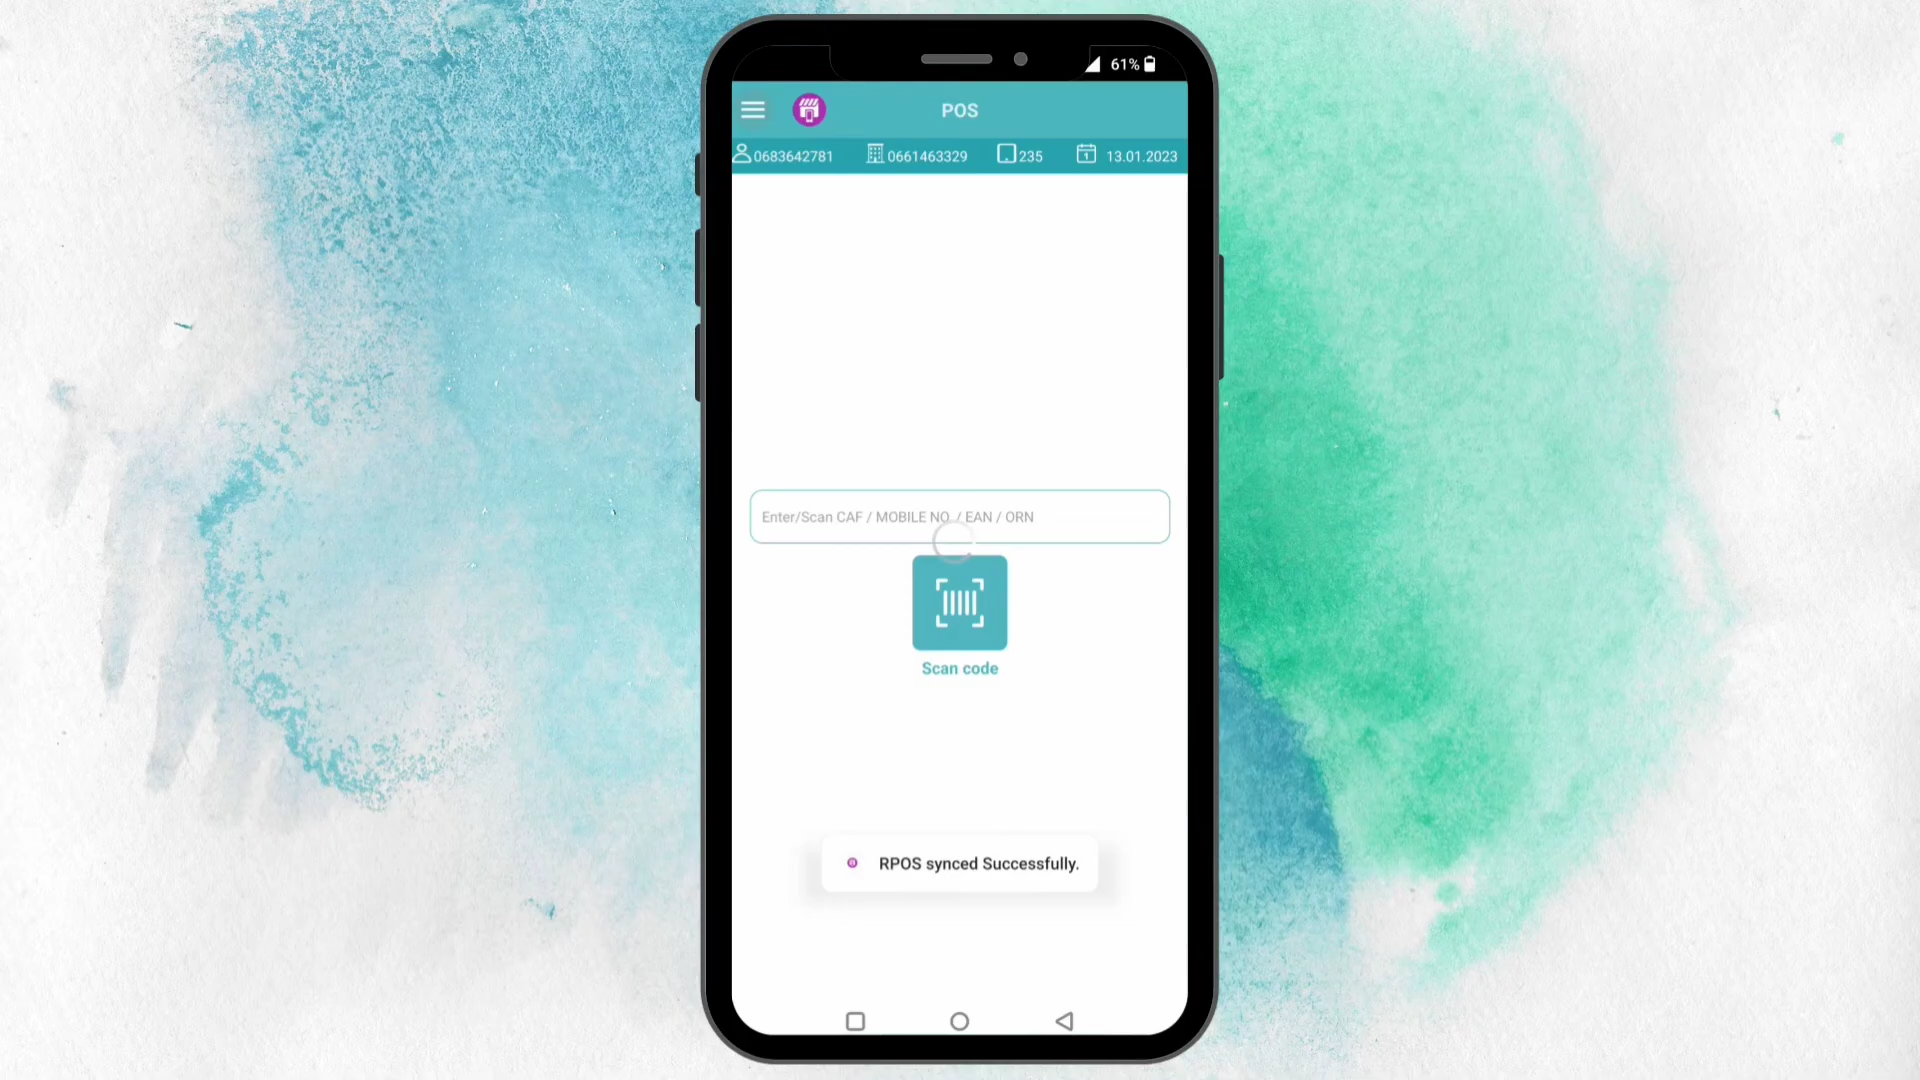 61%
POS
0683642781 0661463329 235 13.01.2023
Enter/Scan CAF / MOBILE NO. / EAN / ORN
Scan code
RPOS synced Successfully.